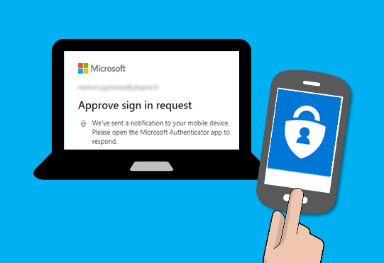 Microsoft
Approve sign in request
We've sent a notification to your mobile device.
Please open the Microsoft Authenticator app to
respond.